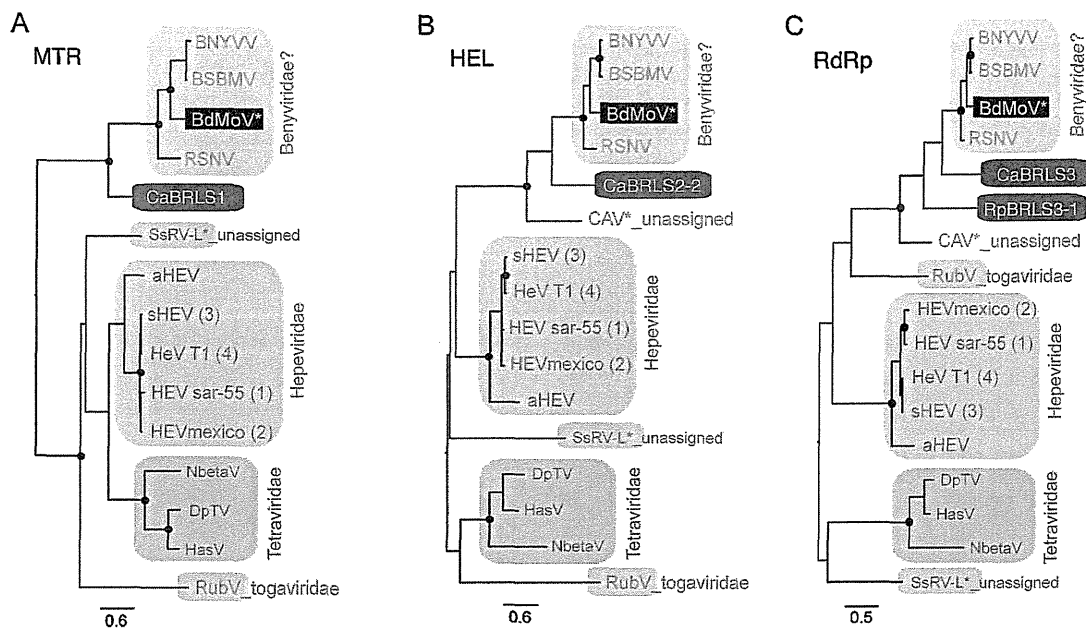 A
MTR
BNYVV
BSBMV
BdMoV*
RSNV
Benyviridae?
CaBRLS1
SsRV-L*_unassigned
aHEV
sHEV (3)
HeV T1 (4)
HEV sar-55 (1)
HEVmexico (2)
Hepeviridae
NbetaV
DpTV
HasV
Tetraviridae
RubV_togaviridae
0.6
B
HEL
BNYVV
BSBMV
BdMoV*
RSNV
Benyviridae?
CaBRLS2-2
CAV*_unassigned
sHEV (3)
HeV T1 (4)
HEV sar-55 (1)
HEVmexico (2)
aHEV
Hepeviridae
SsRV-L*_unassigned
DpTV
HasV
NbetaV
Tetraviridae
RubV_togaviridae
0.6
C
RdRp
BNYVV
BSBMV
BdMoV*
RSNV
Benyviridae?
CaBRLS3
RpBRLS3-1
CAV*_unassigned
RubV_togaviridae
HEVmexico (2)
HEV sar-55 (1)
HeV T1 (4)
sHEV (3)
aHEV
Hepeviridae
DpTV
HasV
NbetaV
Tetraviridae
SsRV-L*_unassigned
0.5